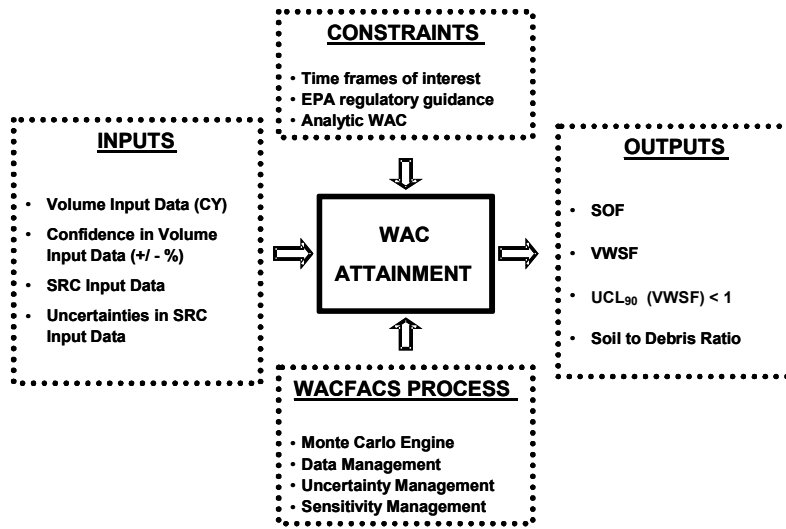 CONSTRAINTS
• Time frames of interest
• EPA regulatory guidance
• Analytic WAC
INPUTS
• Volume Input Data (CY)
• Confidence in Volume
Input Data (+/ - %)
• SRC Input Data
• Uncertainties in SRC
Input Data
WAC
ATTAINMENT
OUTPUTS
• SOF
• VWSF
• UCL90 (VWSF) < 1
• Soil to Debris Ratio
WACFACS PROCESS
• Monte Carlo Engine
• Data Management
• Uncertainty Management
• Sensitivity Management